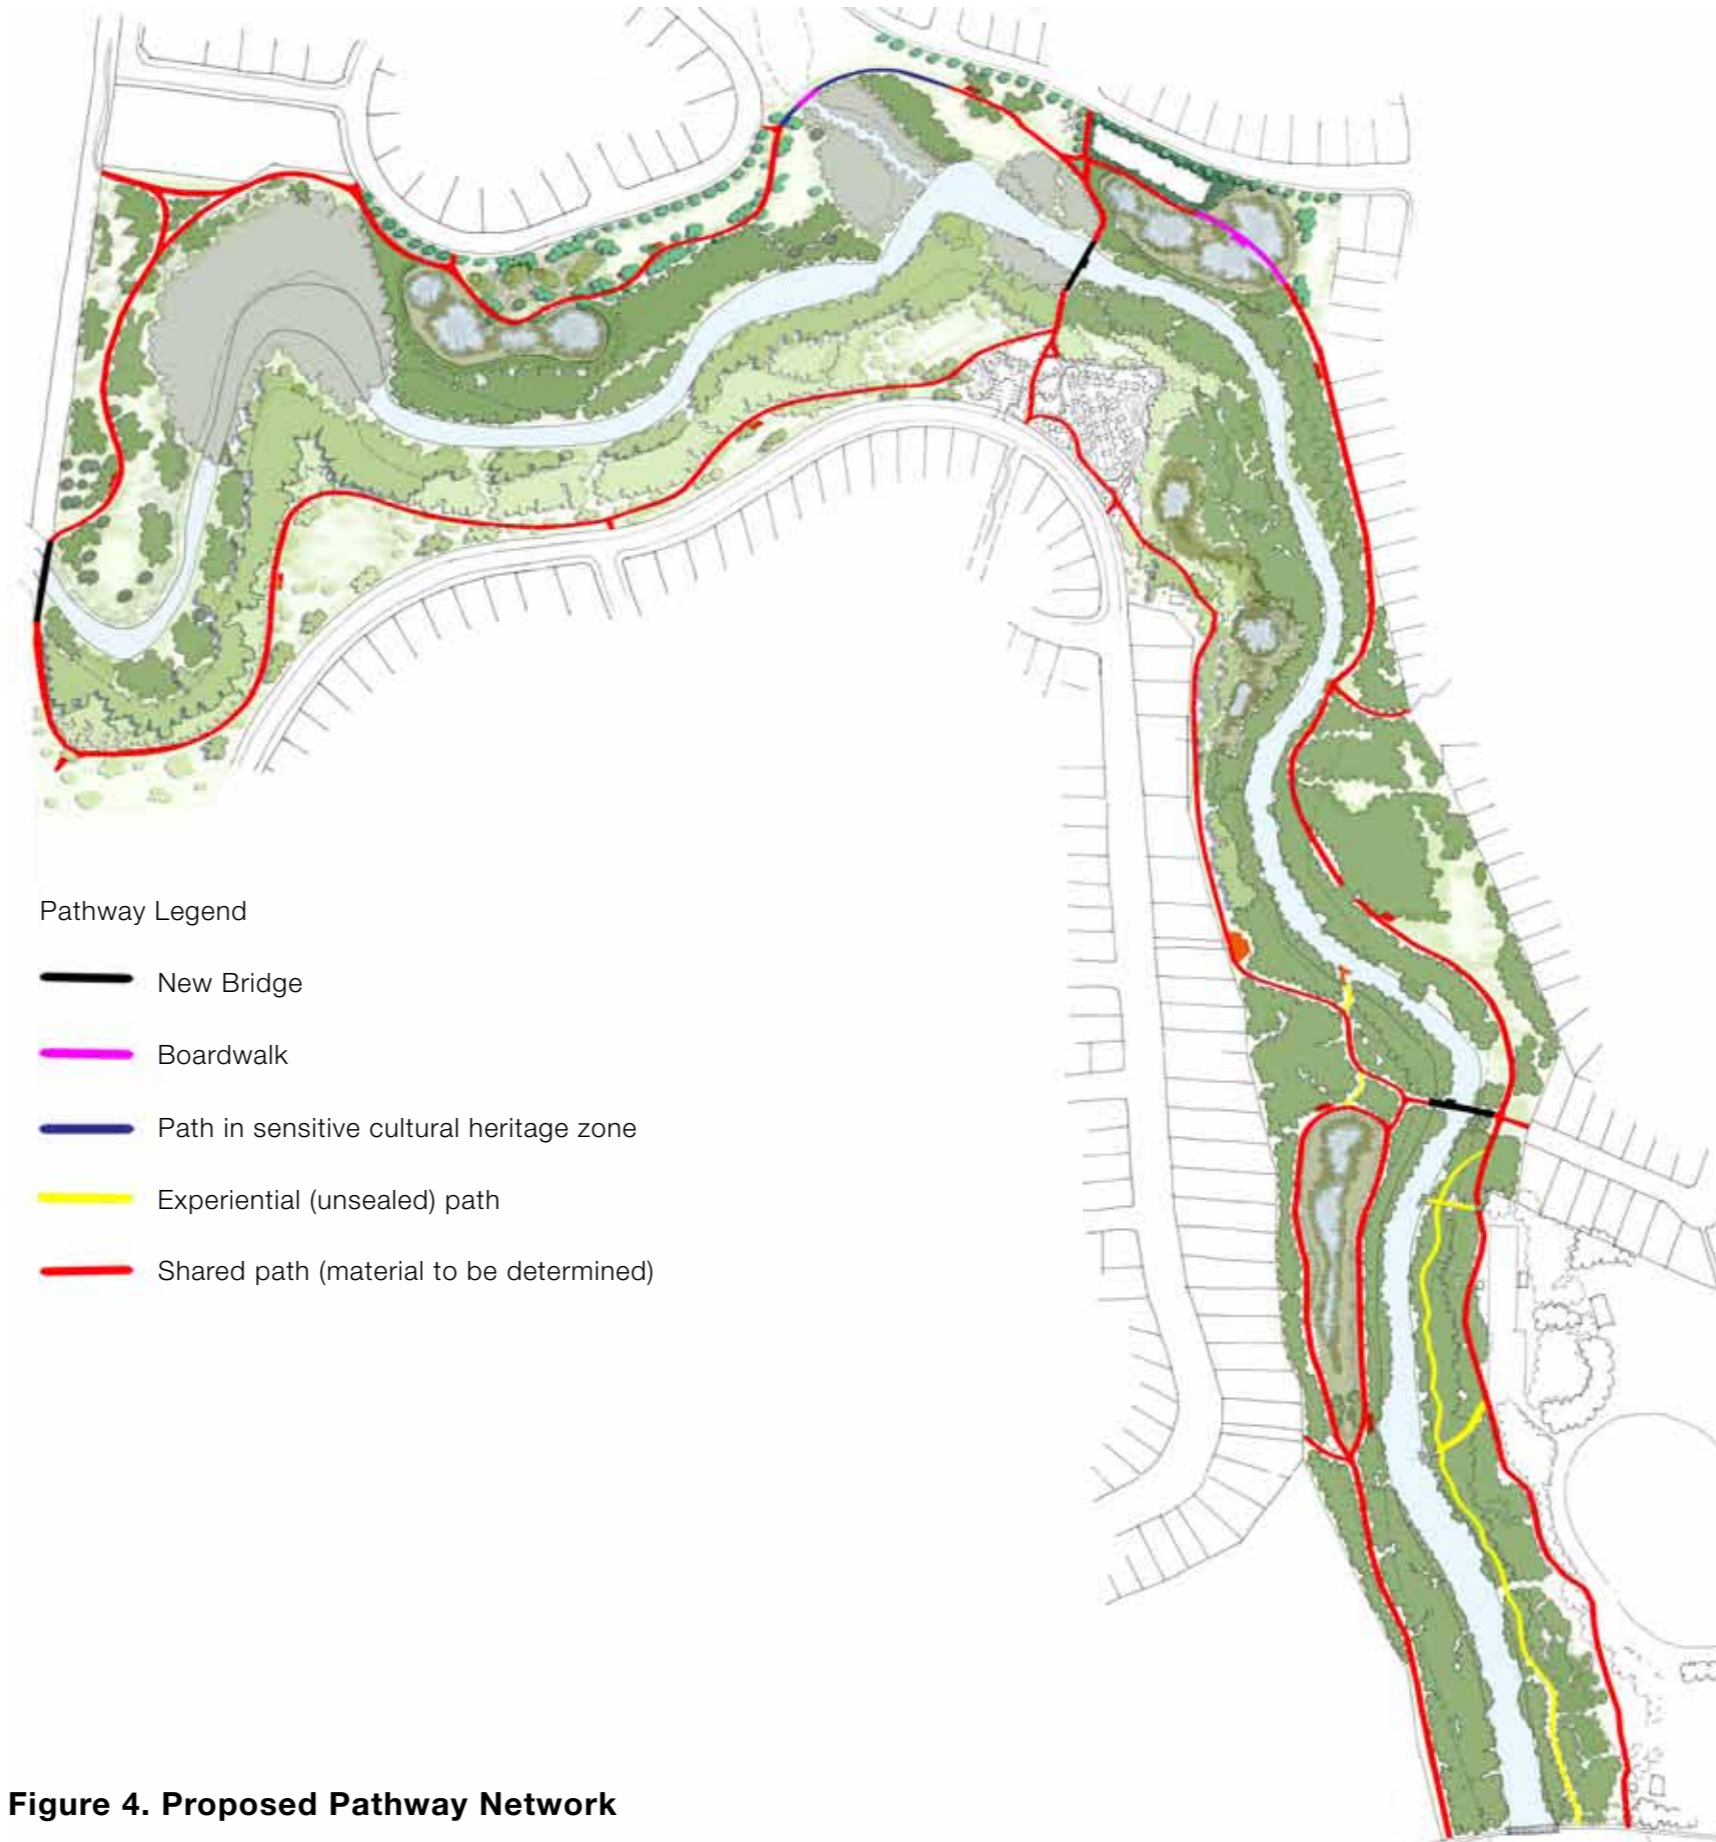 Pathway Legend
New Bridge
Boardwalk
Path in sensitive cultural heritage zone
Experiential (unsealed) path
Shared path (material to be determined)
Figure 4. Proposed Pathway Network